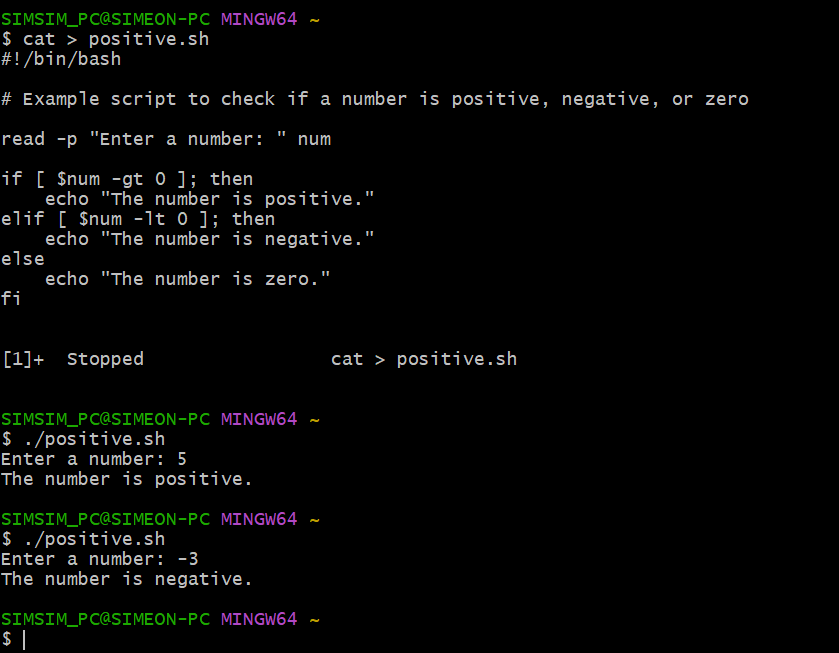 SIMSIM_PC@SIMEON-PC MINGW64 ~
$ cat > positive.sh
#!/bin/bash
# Example script to check if a number is positive, negative, or zero
read -p "Enter a number: " num
if [ $num -gt 0 ]; then
    echo "The number is positive."
elif [ $num -lt 0 ]; then
    echo "The number is negative."
else
    echo "The number is zero."
fi
[1]+  Stopped                 cat > positive.sh
SIMSIM_PC@SIMEON-PC MINGW64 ~
$ ./positive.sh
Enter a number: 5
The number is positive.
SIMSIM_PC@SIMEON-PC MINGW64 ~
$ ./positive.sh
Enter a number: -3
The number is negative.
SIMSIM_PC@SIMEON-PC MINGW64 ~
$